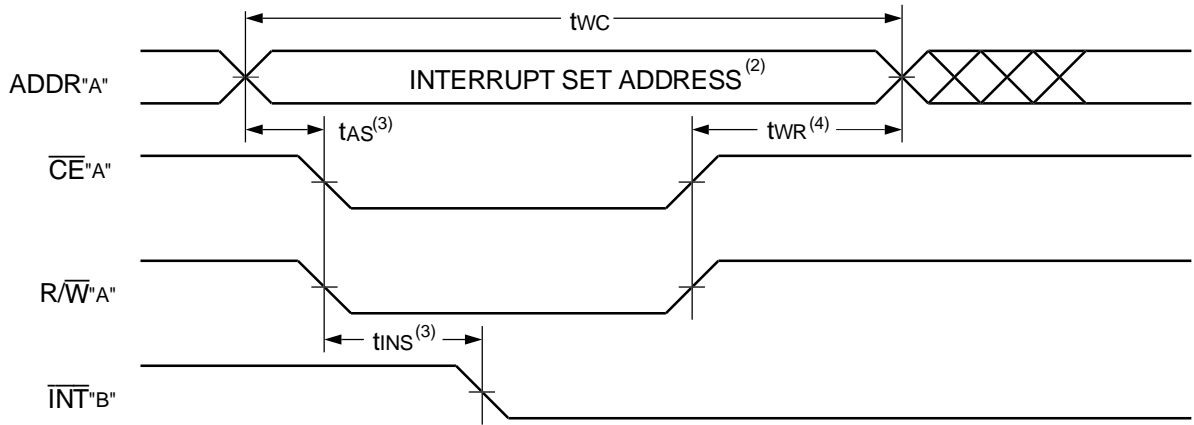 tWC
ADDR"A" INTERRUPT SET ADDRESS(2)
tAS(3) tWR(4)
CE"A"
R/W"A"
tINS(3)
INT"B"